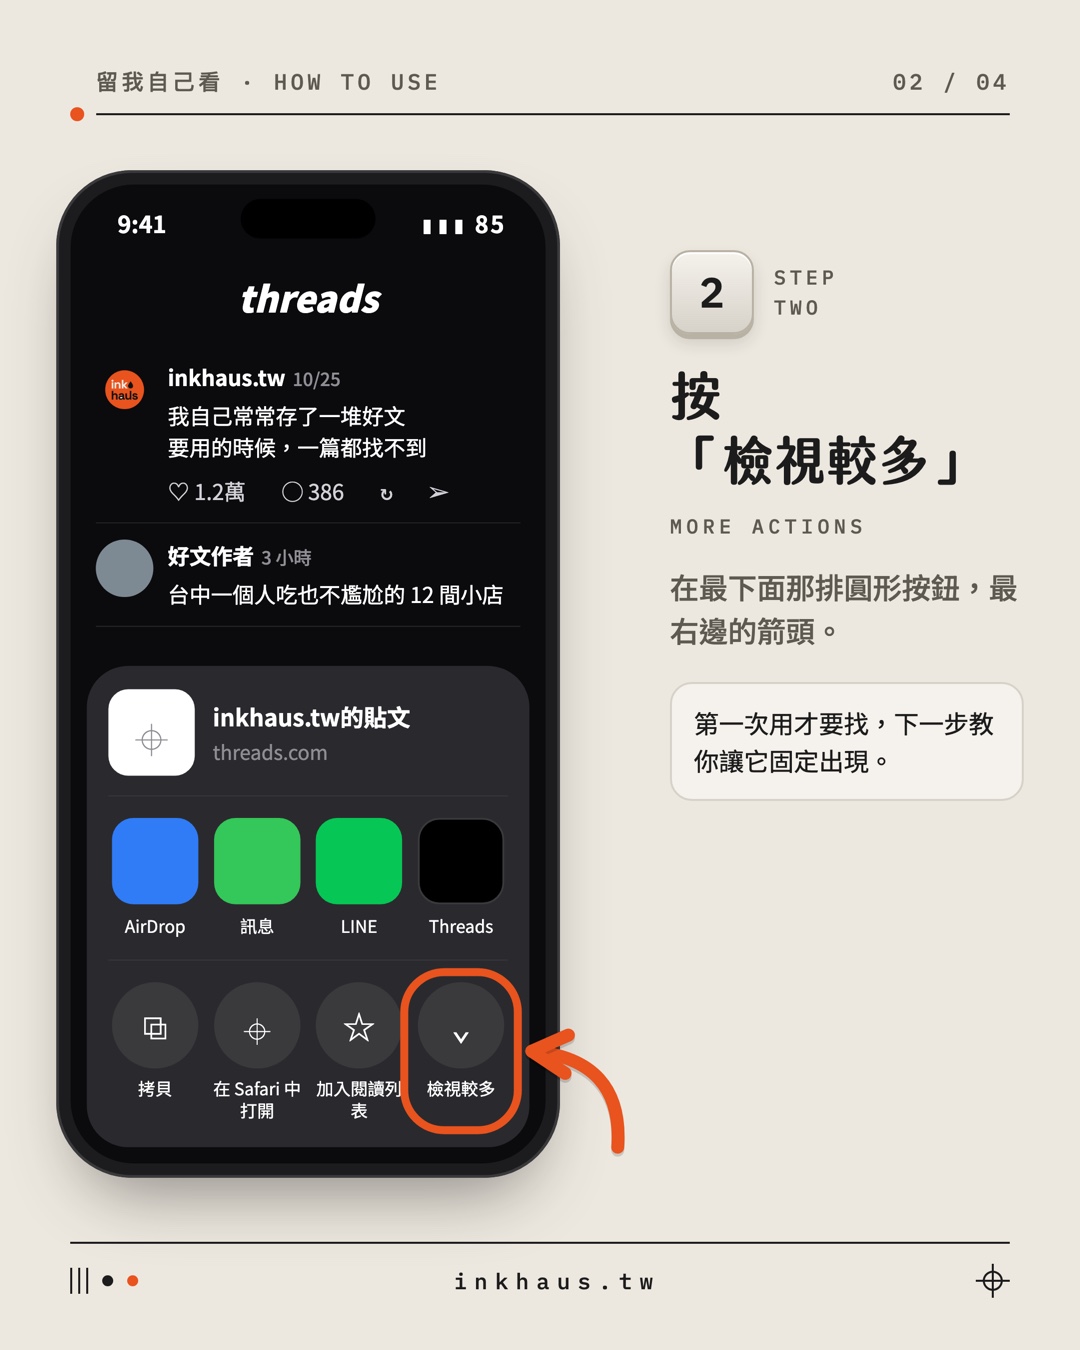 留我自己看 · HOW TO USE
02 / 04
9:41
85
threads
ink
haus
inkhaus.tw 10/25
我自己常常存了一堆好文
要用的時候，一篇都找不到
1.2萬 386
好文作者 3 小時
台中一個人吃也不尷尬的 12 間小店
inkhaus.tw的貼文
threads.com
AirDrop 訊息 LINE Threads
拷貝 在 Safari 中 加入閱讀列 檢視較多
打開 表
2
STEP
TWO
按
「檢視較多」
MORE ACTIONS
在最下面那排圓形按鈕，最
右邊的箭頭。
第一次用才要找，下一步教
你讓它固定出現。
inkhaus.tw